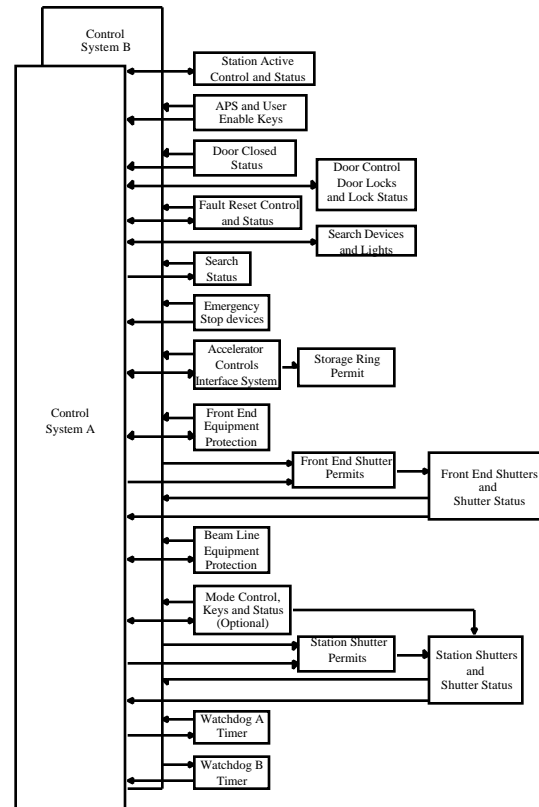 Control
System B
Station Active
Control and Status
APS and User
Enable Keys
Door Closed
Status
Door Control
Door Locks
and Lock Status
Fault Reset Control
and Status
Search Devices
and Lights
Search
Status
Emergency
Stop devices
Accelerator
Controls
Interface System
Storage Ring
Permit
Control
System A
Front End
Equipment
Protection
Front End Shutter
Permits
Front End Shutters
and
Shutter Status
Beam Line
Equipment
Protection
Mode Control,
Keys and Status
(Optional)
Station Shutter
Permits
Station Shutters
and
Shutter Status
Watchdog A
Timer
Watchdog B
Timer